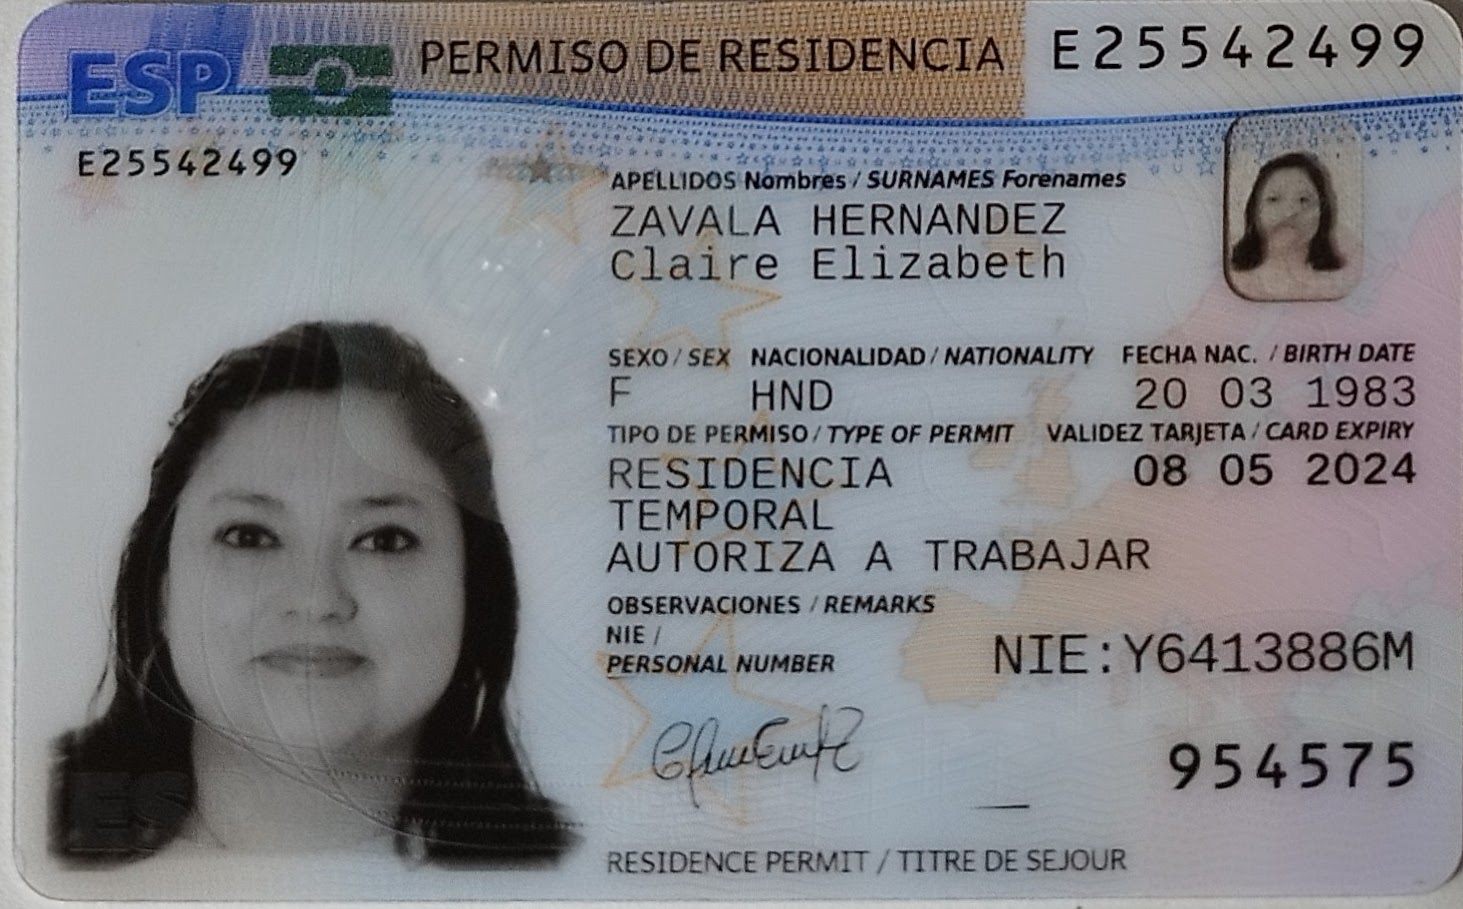 ESP PERMISO DE RESIDENCIA E25542499
E25542499
APELLIDOS Nombres / SURNAMES Forenames
ZAVALA HERNANDEZ
Claire Elizabeth
SEXO / SEX NACIONALIDAD / NATIONALITY FECHA NAC. / BIRTH DATE
F HND 20 03 1983
TIPO DE PERMISO / TYPE OF PERMIT VALIDEZ TARJETA / CARD EXPIRY
RESIDENCIA 08 05 2024
TEMPORAL
AUTORIZA A TRABAJAR
OBSERVACIONES / REMARKS
NIE /
PERSONAL NUMBER NIE:Y6413886M
954575
ES
RESIDENCE PERMIT / TITRE DE SEJOUR